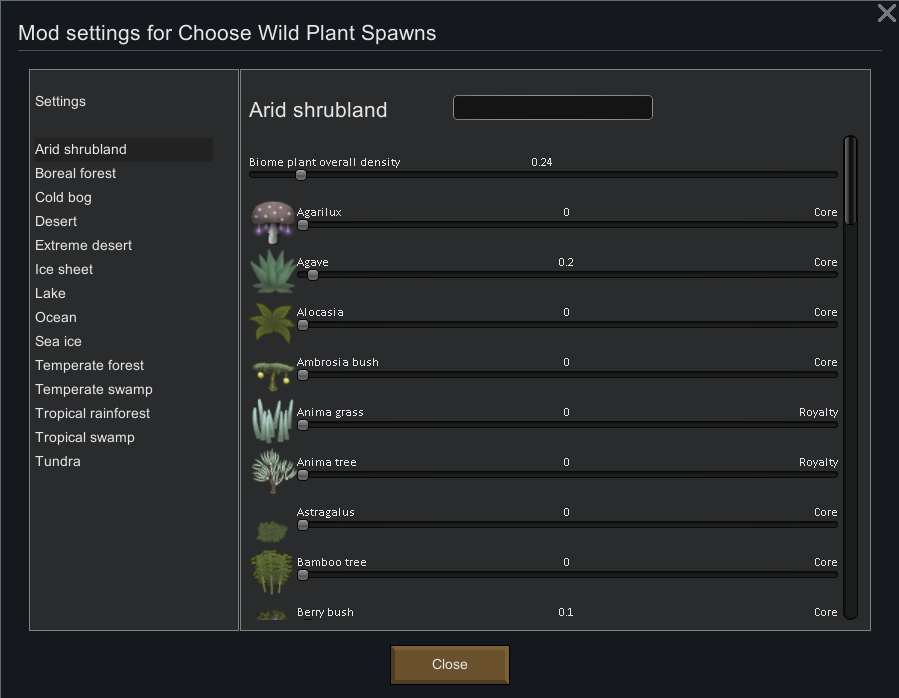 Mod settings for Choose Wild Plant Spawns
Settings
Arid shrubland
Boreal forest
Cold bog
Desert
Extreme desert
Ice sheet
Lake
Ocean
Sea ice
Temperate forest
Temperate swamp
Tropical rainforest
Tropical swamp
Tundra
Arid shrubland
Biome plant overall density 0.24
Agarilux 0 Core
Agave 0.2 Core
Alocasia 0 Core
Ambrosia bush 0 Core
Anima grass 0 Royalty
Anima tree 0 Royalty
Astragalus 0 Core
Bamboo tree 0 Core
Berry bush 0.1 Core
Close